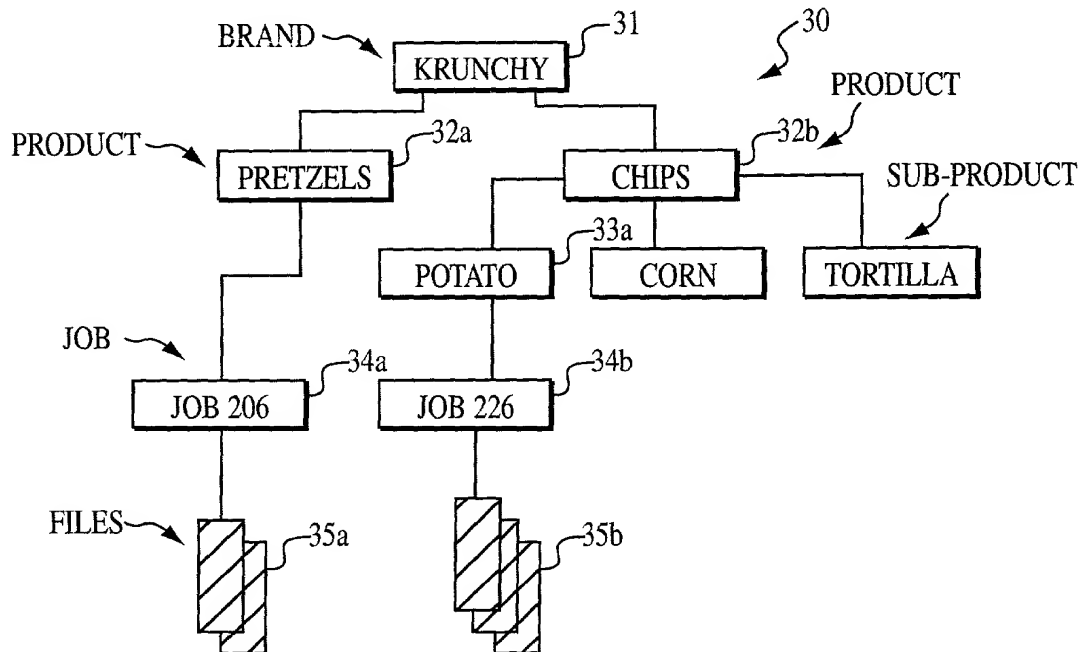 BRAND
31
30
KRUNCHY
PRODUCT
PRODUCT
32a
32b
PRETZELS
CHIPS
SUB-PRODUCT
33a
POTATO
CORN
TORTILLA
JOB
34a
34b
JOB 206
JOB 226
FILES
35a
35b